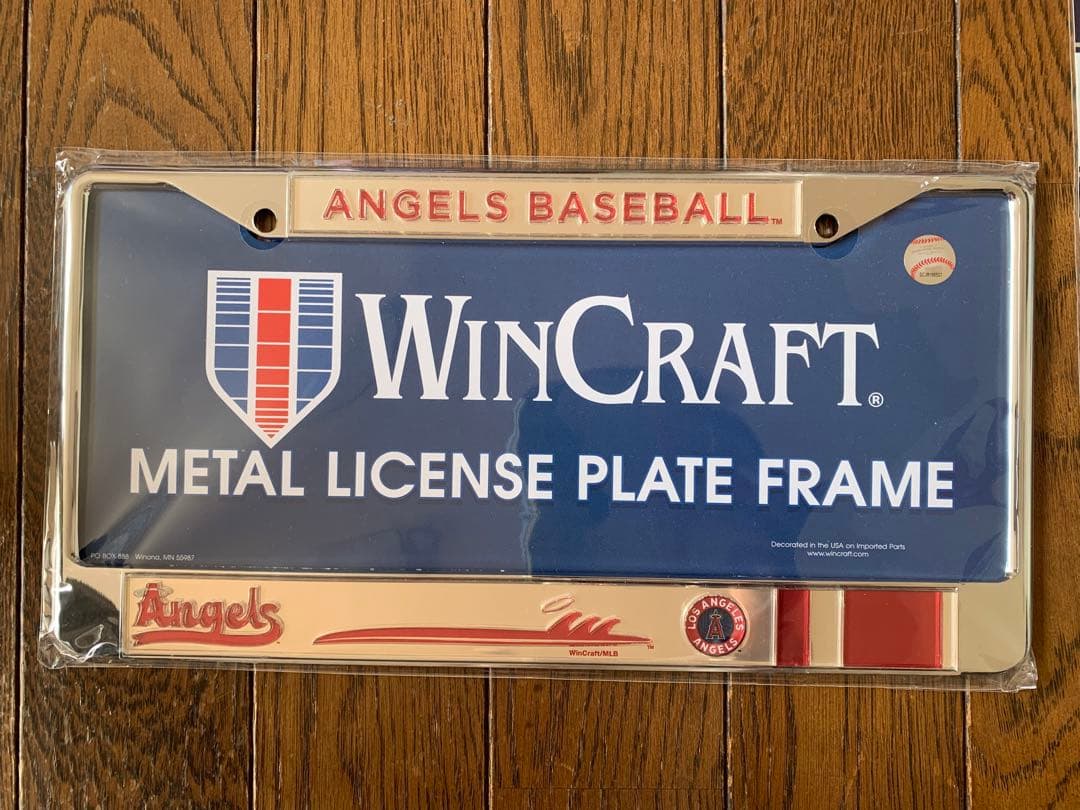 ANGELS BASEBALL™
WINCRAFT®
METAL LICENSE PLATE FRAME
Decorated in the USA on Imported Parts
www.wincraft.com
PO BOX 888 Winona, MN 55987
Angels
™
WinCraft/MLB
LOS ANGELES
A
ANGELS